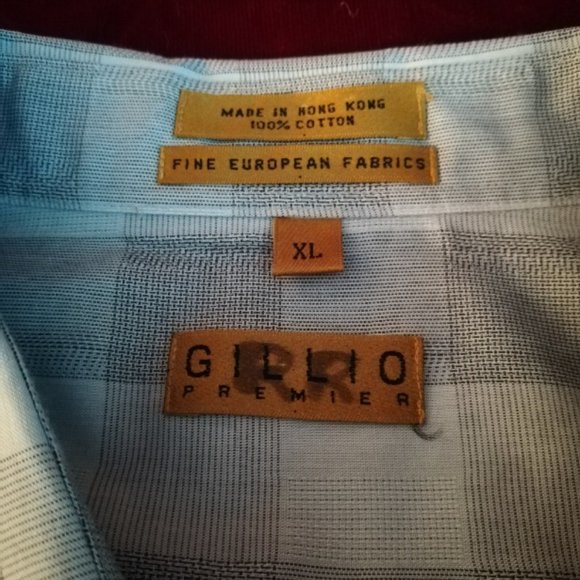 MADE IN HONG KONG
100% COTTON
FINE EUROPEAN FABRICS
XL
GILLIO
PREMIER